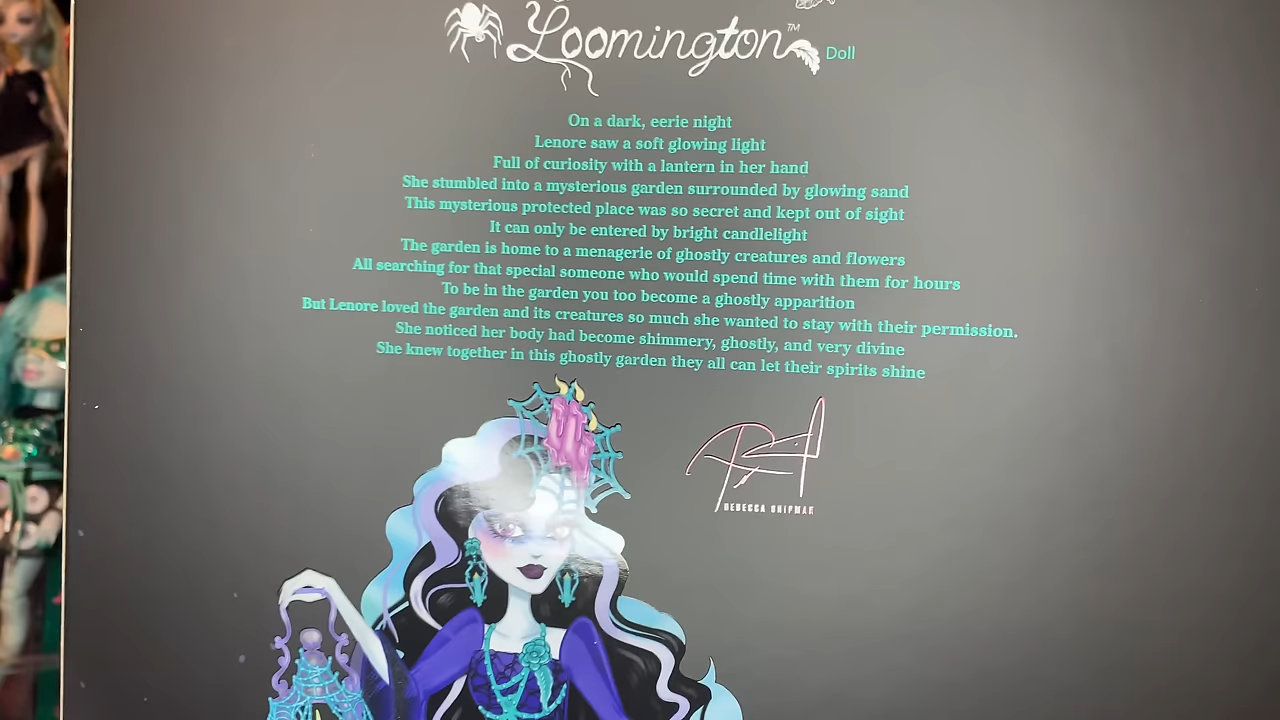 Loomington™ Doll
On a dark, eerie night
Lenore saw a soft glowing light
Full of curiosity with a lantern in her hand
She stumbled into a mysterious garden surrounded by glowing sand
This mysterious protected place was so secret and kept out of sight
It can only be entered by bright candlelight
The garden is home to a menagerie of ghostly creatures and flowers
All searching for that special someone who would spend time with them for hours
To be in the garden you too become a ghostly apparition
But Lenore loved the garden and its creatures so much she wanted to stay with their permission.
She noticed her body had become shimmery, ghostly, and very divine
She knew together in this ghostly garden they all can let their spirits shine
REBECCA SHIPMAN